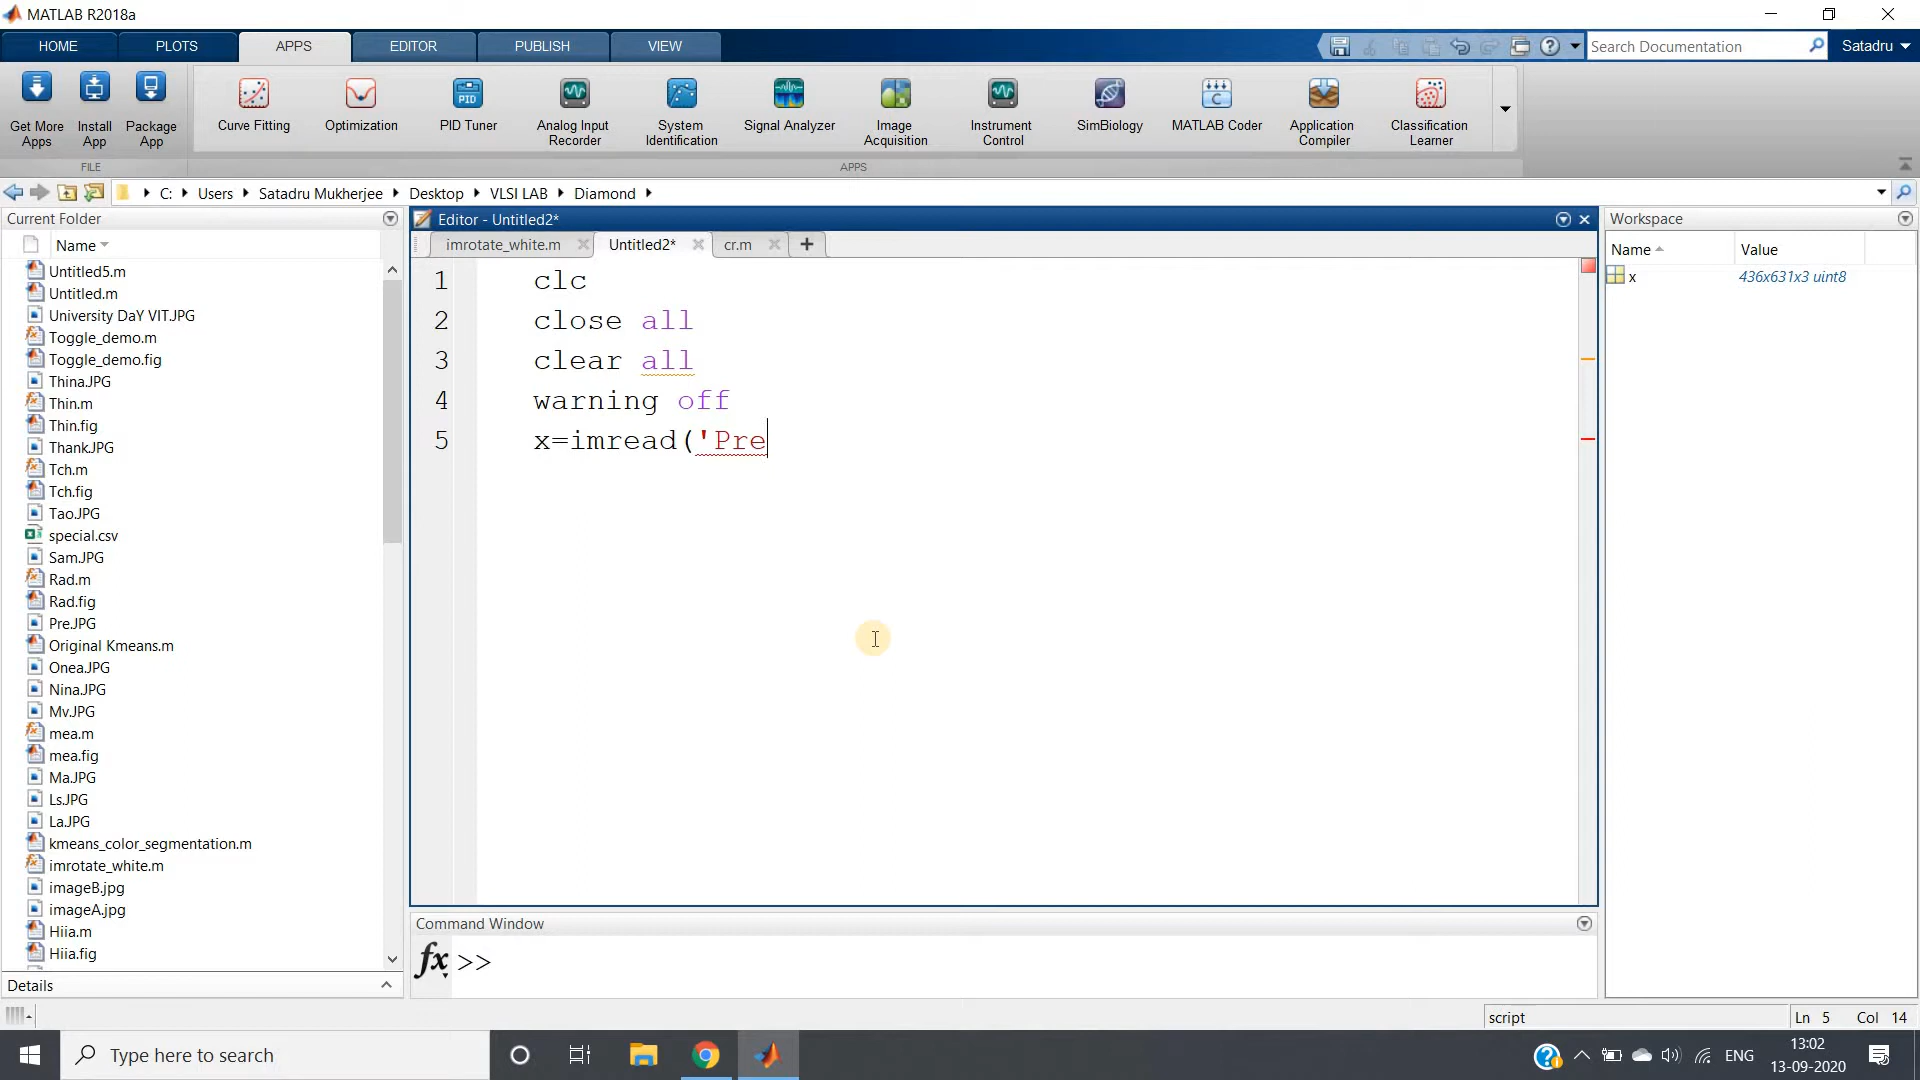 MATLAB R2018a
HOME PLOTS APPS EDITOR PUBLISH VIEW Search Documentation Satadru
Get More Apps
Install App
Package App
Curve Fitting
Optimization
PID Tuner
Analog Input Recorder
System Identification
Signal Analyzer
Image Acquisition
Instrument Control
SimBiology
MATLAB Coder
Application Compiler
Classification Learner
FILE APPS
C: Users Satadru Mukherjee Desktop VLSI LAB Diamond
Current Folder
Name
Untitled5.m
Untitled.m
University DaY VIT.JPG
Toggle_demo.m
Toggle_demo.fig
Thina.JPG
Thin.m
Thin.fig
Thank.JPG
Tch.m
Tch.fig
Tao.JPG
special.csv
Sam.JPG
Rad.m
Rad.fig
Pre.JPG
Original Kmeans.m
Onea.JPG
Nina.JPG
Mv.JPG
mea.m
mea.fig
Ma.JPG
Ls.JPG
La.JPG
kmeans_color_segmentation.m
imrotate_white.m
imageB.jpg
imageA.jpg
Hiia.m
Hiia.fig
Details
Editor - Untitled2*
imrotate_white.m Untitled2* cr.m
1 clc
2 close all
3 clear all
4 warning off
5 x=imread('Pre
Command Window
fx >>
Workspace
Name Value
x 436x631x3 uint8
script Ln 5 Col 14
Type here to search
PID
C
ENG
13:02
13-09-2020